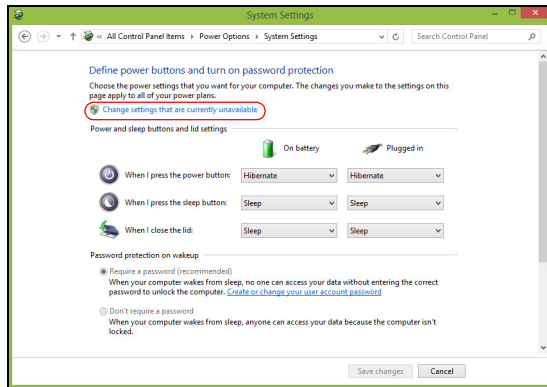 System Settings
« All Control Panel Items ▸ Power Options ▸ System Settings
Search Control Panel
Define power buttons and turn on password protection
Choose the power settings that you want for your computer. The changes you make to the settings on this
page apply to all of your power plans.
Change settings that are currently unavailable
Power and sleep buttons and lid settings
On battery Plugged in
When I press the power button: Hibernate Hibernate
When I press the sleep button: Sleep Sleep
When I close the lid: Sleep Sleep
Password protection on wakeup
Require a password (recommended)
When your computer wakes from sleep, no one can access your data without entering the correct
password to unlock the computer. Create or change your user account password
Don't require a password
When your computer wakes from sleep, anyone can access your data because the computer isn't
locked.
Save changes Cancel